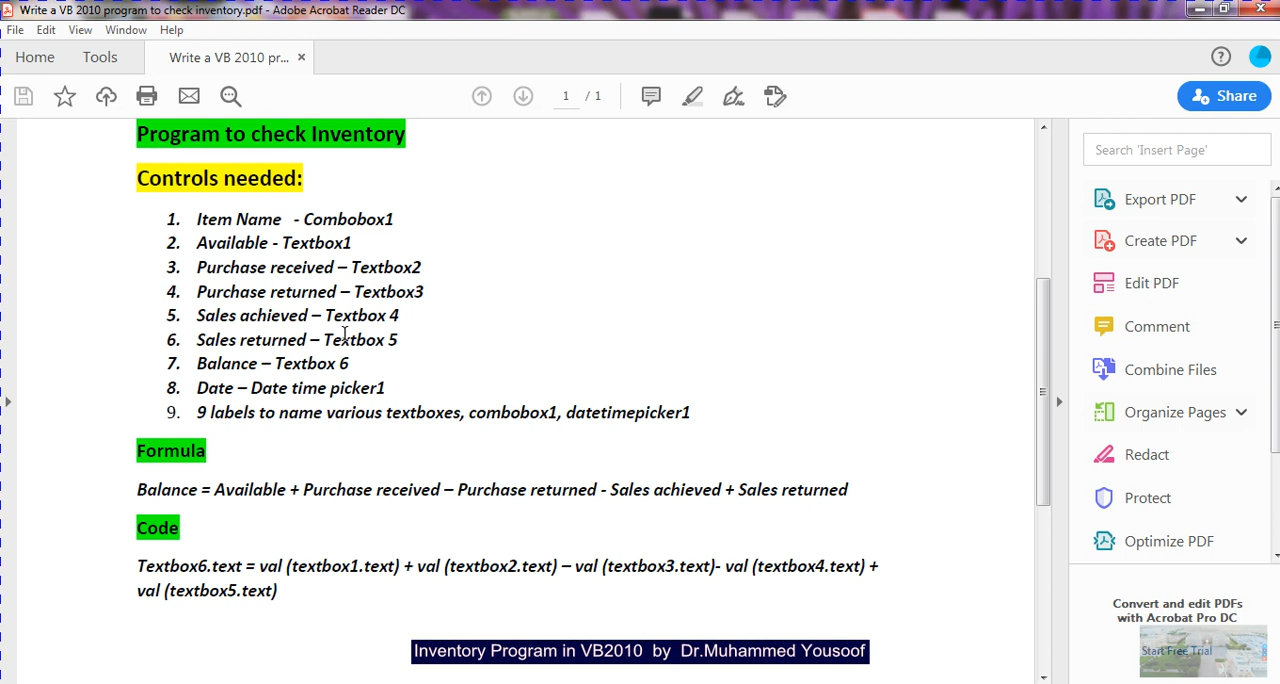 Write a VB 2010 program to check inventory.pdf - Adobe Acrobat Reader DC
File Edit View Window Help
Home Tools Write a VB 2010 pr... ×
1 / 1
Share
Program to check Inventory
Controls needed:
1. Item Name - Combobox1
2. Available - Textbox1
3. Purchase received – Textbox2
4. Purchase returned – Textbox3
5. Sales achieved – Textbox 4
6. Sales returned – Textbox 5
7. Balance – Textbox 6
8. Date – Date time picker1
9. 9 labels to name various textboxes, combobox1, datetimepicker1
Formula
Balance = Available + Purchase received – Purchase returned - Sales achieved + Sales returned
Code
Textbox6.text = val (textbox1.text) + val (textbox2.text) – val (textbox3.text)- val (textbox4.text) +
val (textbox5.text)
Inventory Program in VB2010 by Dr.Muhammed Yousoof
Search 'Insert Page'
Export PDF
Create PDF
Edit PDF
Comment
Combine Files
Organize Pages
Redact
Protect
Optimize PDF
Convert and edit PDFs
with Acrobat Pro DC
Start Free Trial